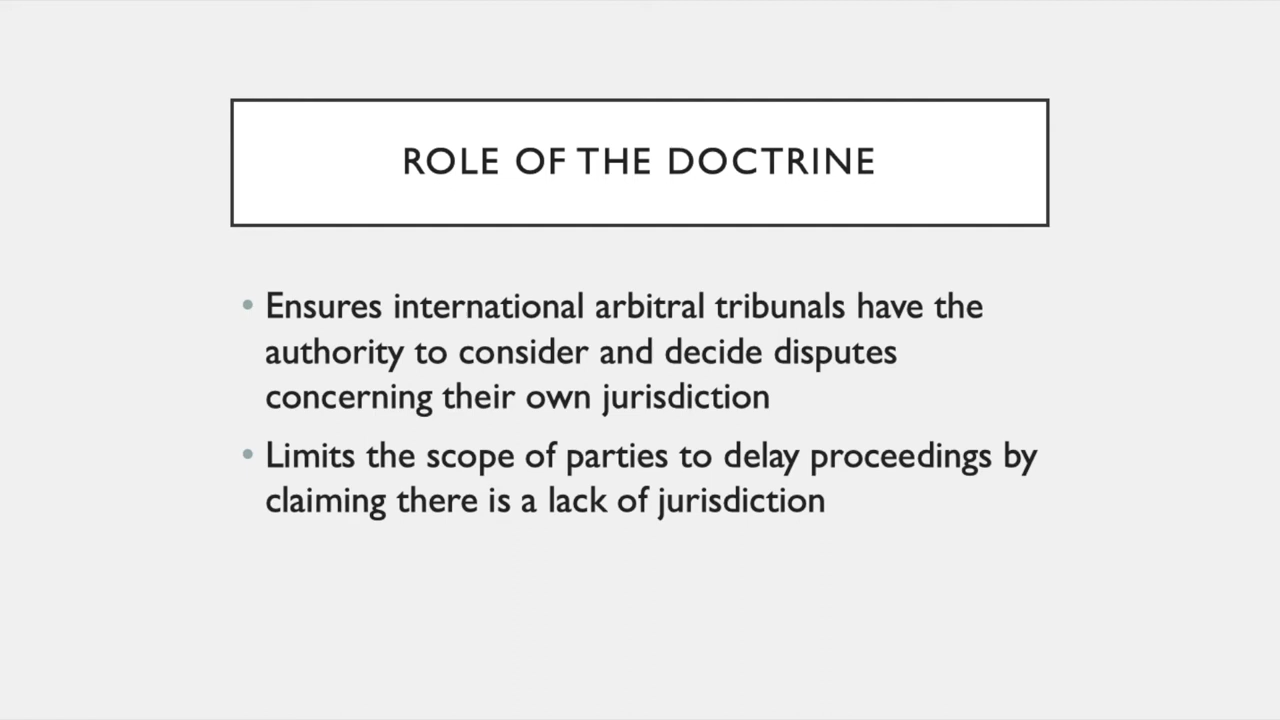 ROLE OF THE DOCTRINE
• Ensures international arbitral tribunals have the
authority to consider and decide disputes
concerning their own jurisdiction
• Limits the scope of parties to delay proceedings by
claiming there is a lack of jurisdiction